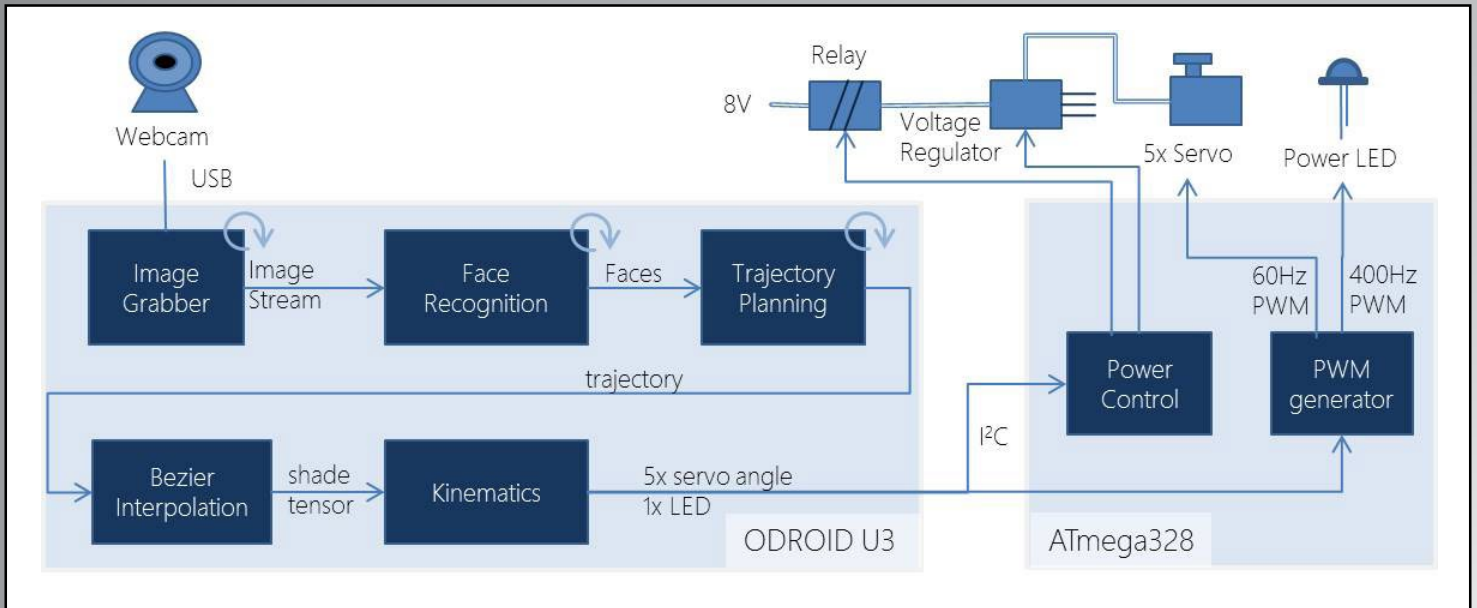 Relay
8V
Webcam
Voltage
Regulator
5x Servo
Power LED
USB
Image
Grabber
Image
Stream
Face
Recognition
Faces
Trajectory
Planning
60Hz
PWM
400Hz
PWM
trajectory
Power
Control
PWM
generator
I²C
Bezier
Interpolation
shade
tensor
Kinematics
5x servo angle
1x LED
ODROID U3
ATmega328